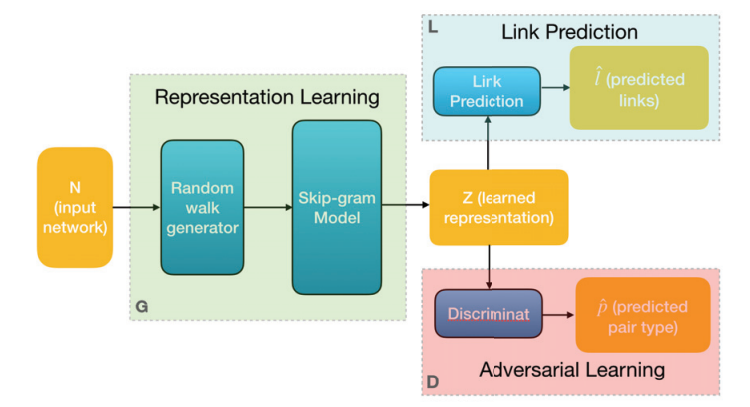 L
Link Prediction
Lirk
Prediction
l̂ (predicted
links)
Representation Learning
N
(input
network)
Random
walk
generator
Skip-gram
Model
G
Z (learned
representation)
Discriminat
p̂ (predicted
pair type)
D
Adversarial Learning